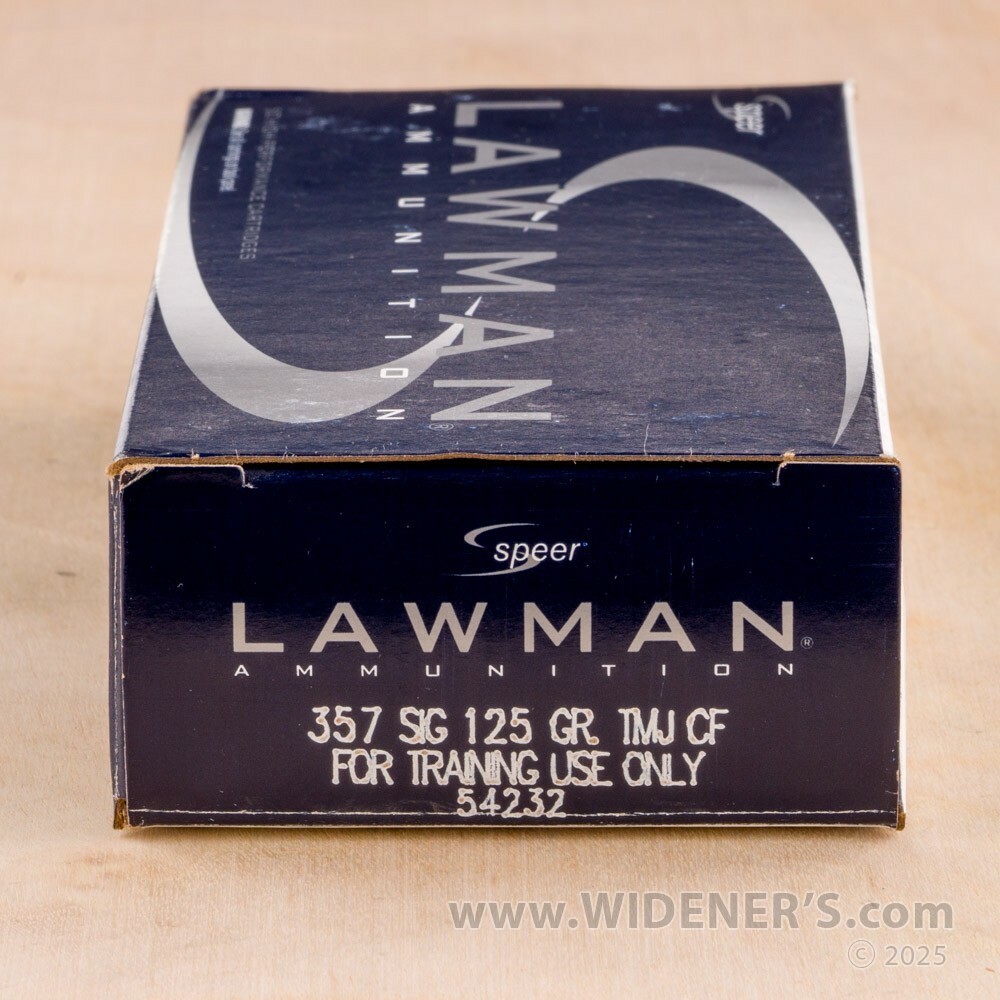 speer
LAWMAN®
AMMUNITION
speer
LAWMAN®
AMMUNITION
357 SIG 125 GR. TMJ CF
FOR TRAINING USE ONLY
54232
www.WIDENER'S.com
© 2025